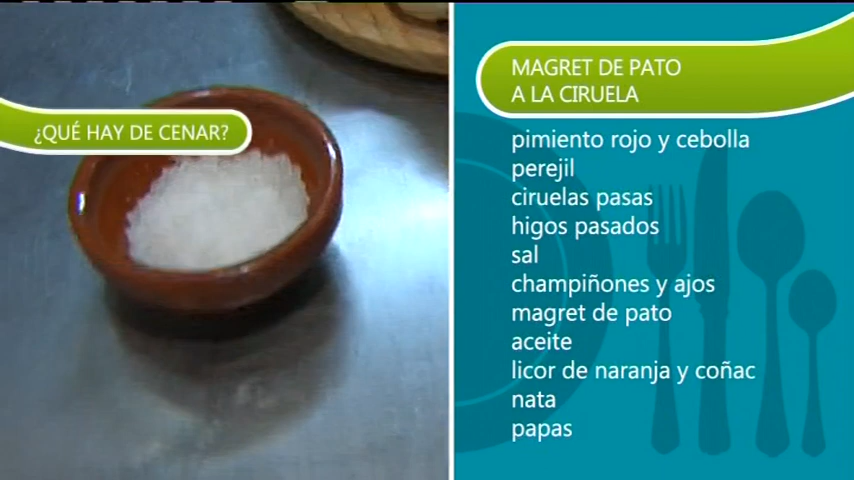 ¿QUÉ HAY DE CENAR?
MAGRET DE PATO
A LA CIRUELA
pimiento rojo y cebolla
perejil
ciruelas pasas
higos pasados
sal
champiñones y ajos
magret de pato
aceite
licor de naranja y coñac
nata
papas